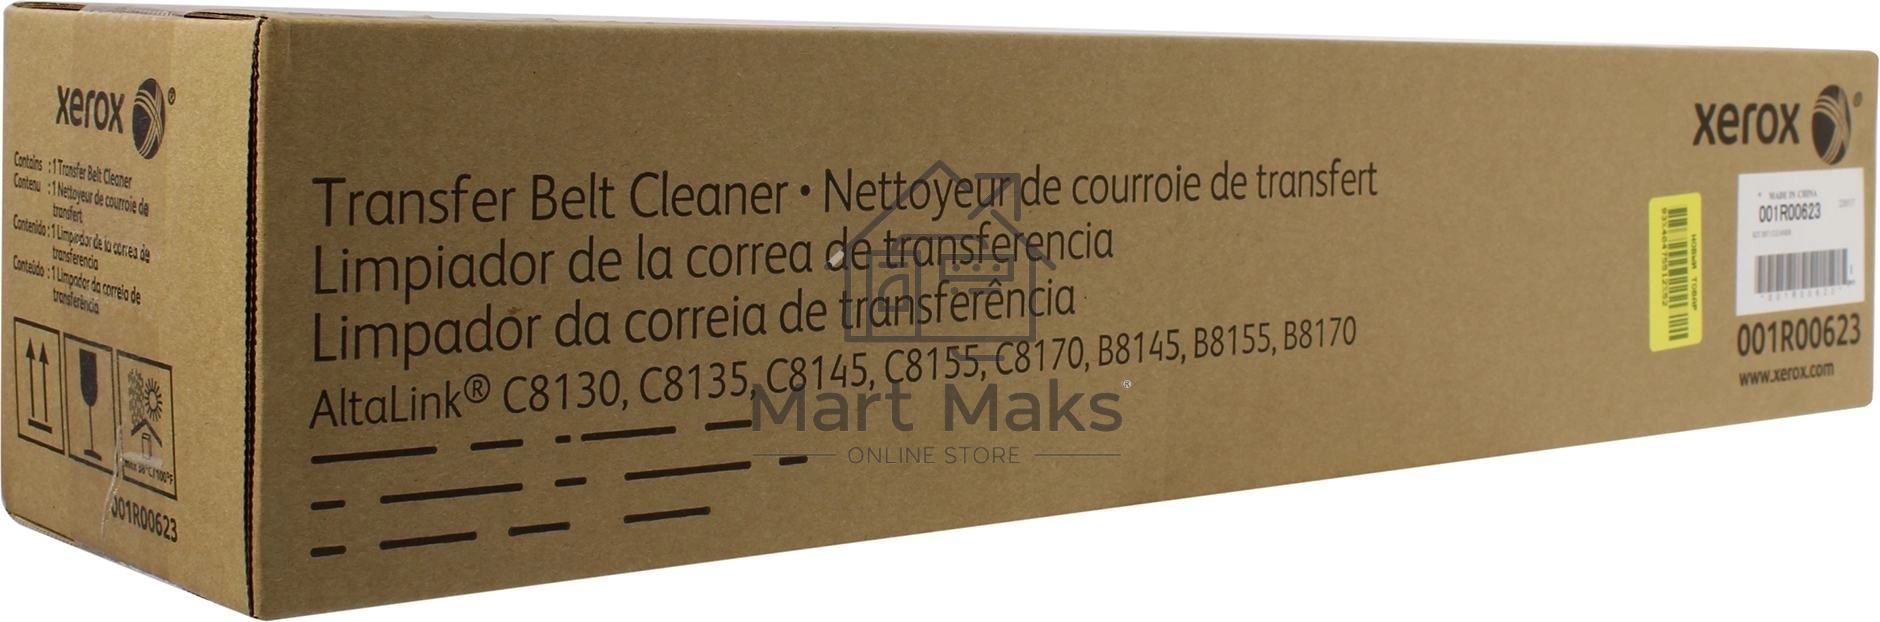 xerox ®
Contains : 1 Transfer Belt Cleaner
Contenu : 1 Nettoyeur de courroie de
transfert
Contenido : 1 Limpiador de la correa de
transferencia
Conteúdo : 1 Limpador da correia de
transferência
max 38°C/100°F
001R00623
Transfer Belt Cleaner • Nettoyeur de courroie de transfert
Limpiador de la correa de transferencia
Limpador da correia de transferência
AltaLink® C8130, C8135, C8145, C8155, C8170, B8145, B8155, B8170
Mart Maks ®
ONLINE STORE
xerox ®
MADE IN CHINA
001R00623
001R00623
www.xerox.com